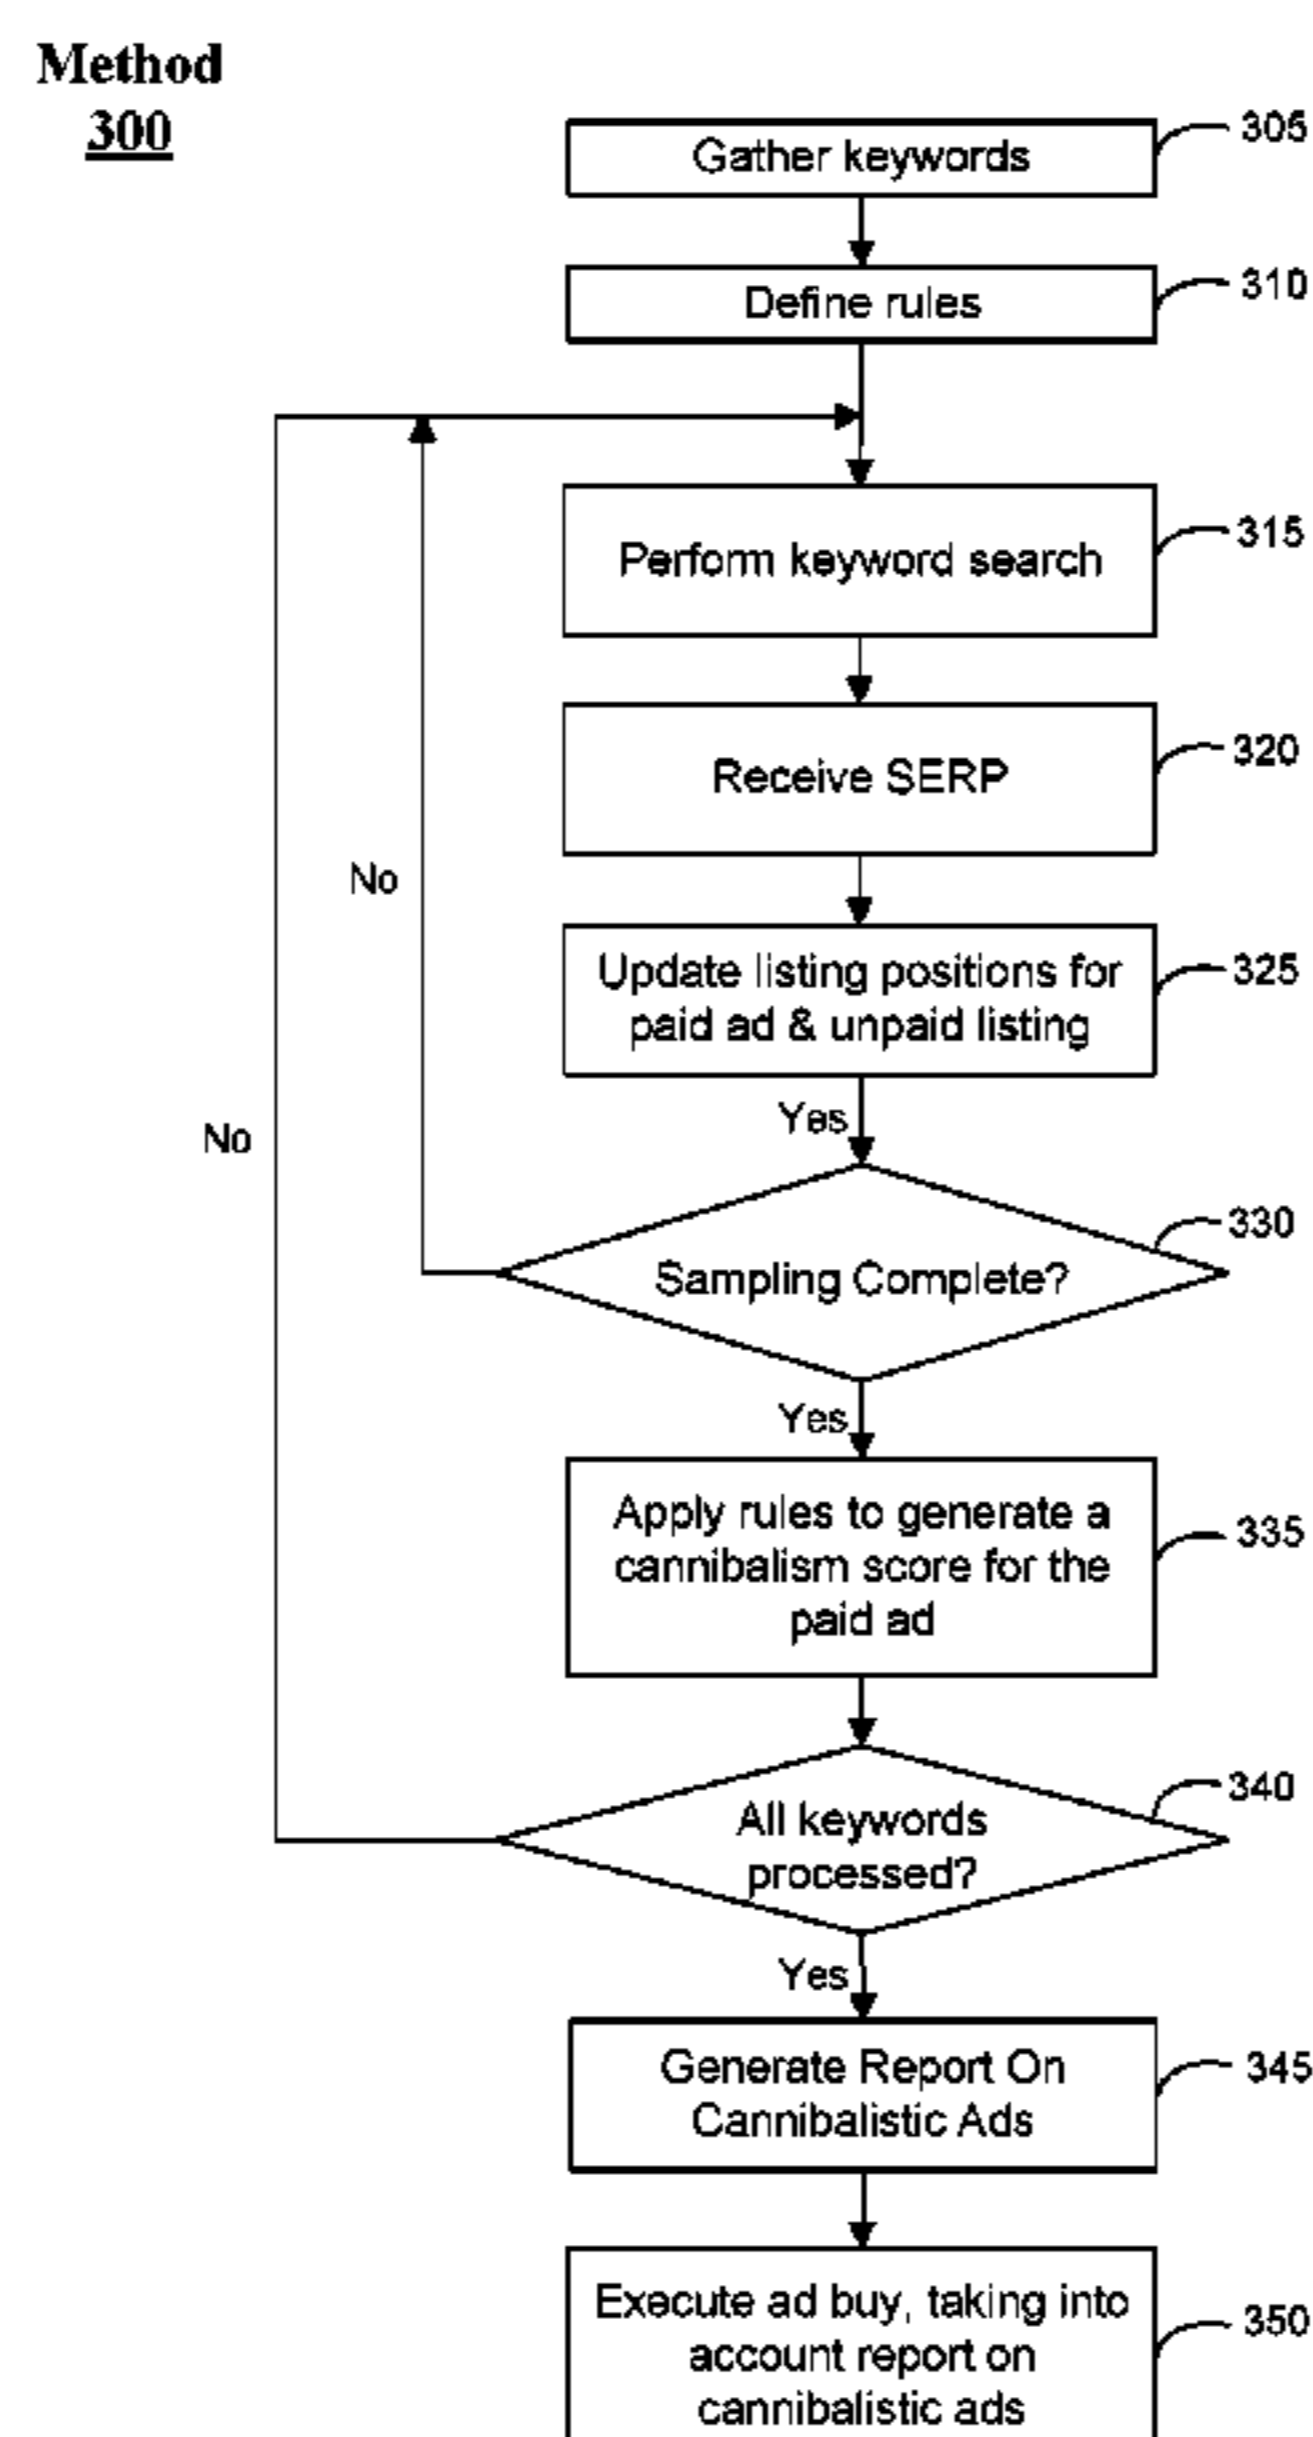 Method
300
Gather keywords
305
Define rules
310
Perform keyword search
315
Receive SERP
320
No
Update listing positions for
paid ad & unpaid listing
325
Yes
No
Sampling Complete?
330
Yes
Apply rules to generate a
cannibalism score for the
paid ad
335
All keywords
processed?
340
Yes
Generate Report On
Cannibalistic Ads
345
Execute ad buy, taking into
account report on
cannibalistic ads
350